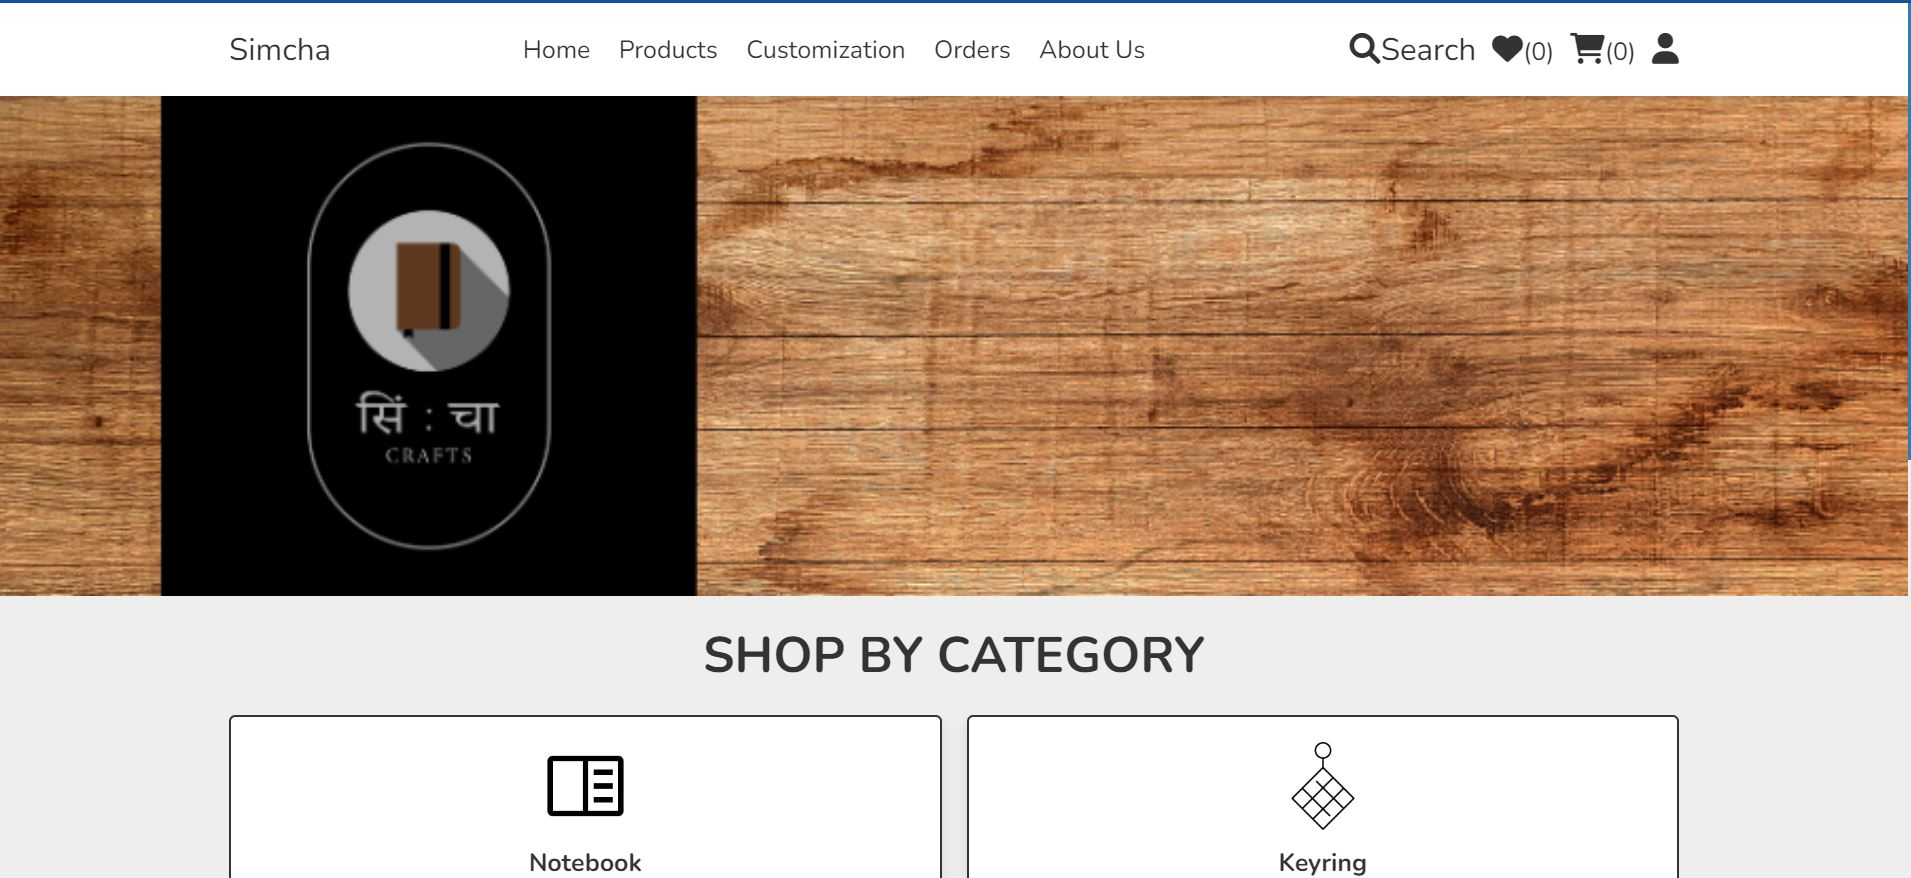 Simcha
Home Products Customization Orders About Us
Search (0) (0)
सिं : चा
CRAFTS
SHOP BY CATEGORY
Notebook
Keyring